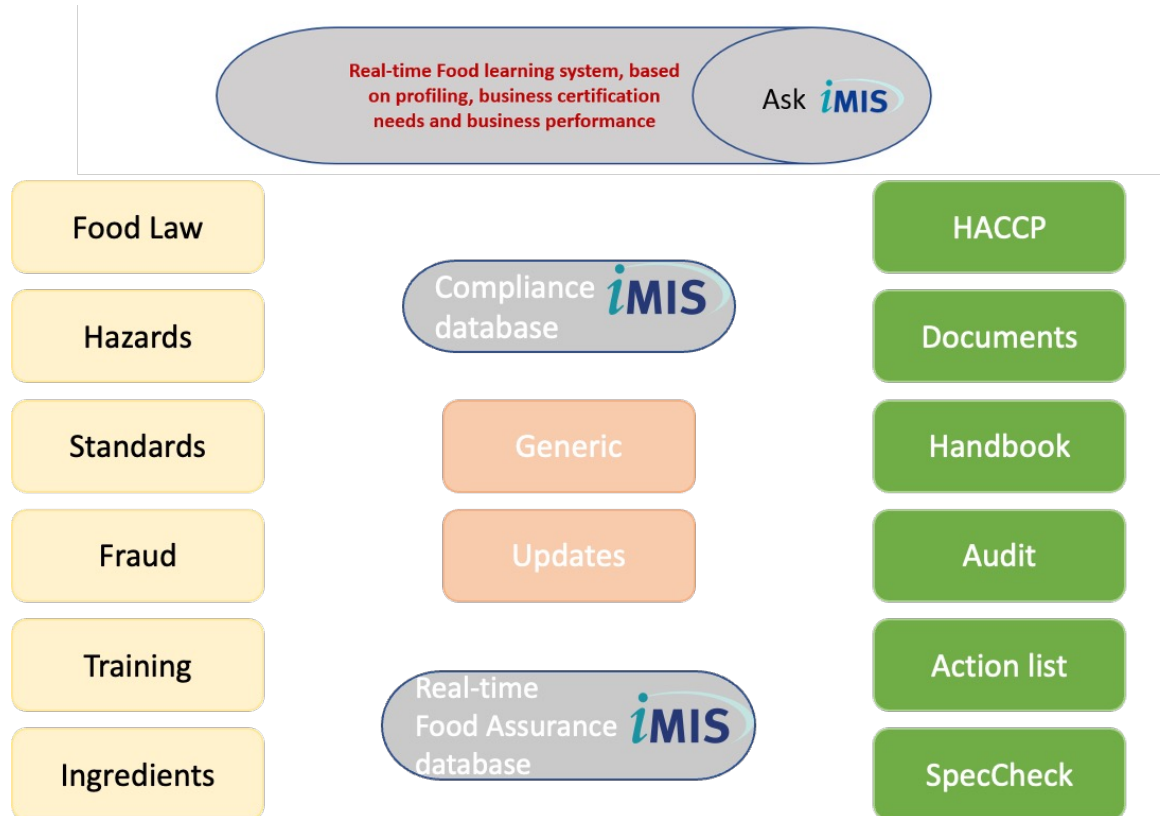 Real-time Food learning system, based
on profiling, business certification
needs and business performance
Ask iMIS
Food Law
Hazards
Standards
Fraud
Training
Ingredients
Compliance iMIS
database
Generic
Updates
Real-time
Food Assurance iMIS
database
HACCP
Documents
Handbook
Audit
Action list
SpecCheck